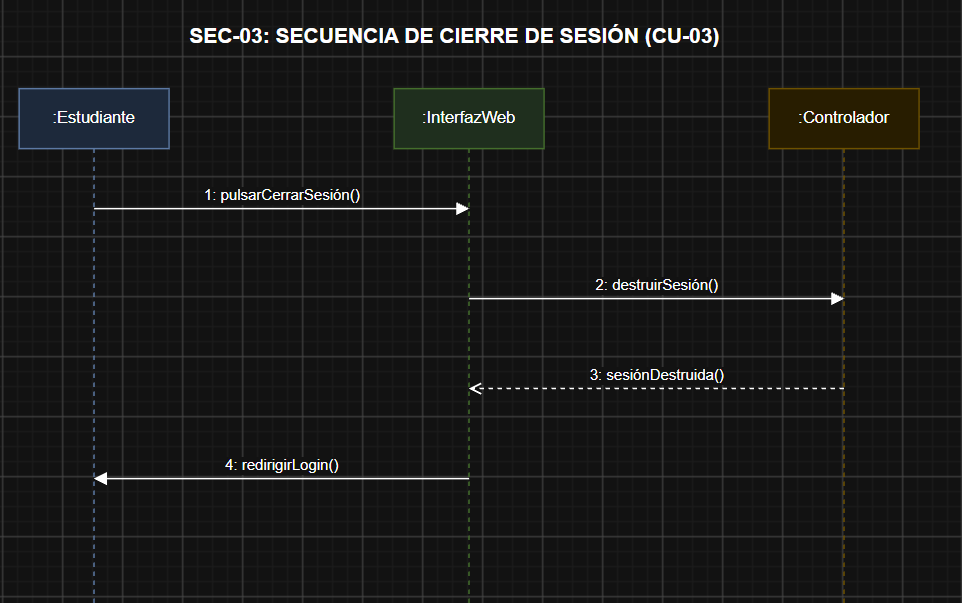 SEC-03: SECUENCIA DE CIERRE DE SESIÓN (CU-03)
:Estudiante
:InterfazWeb
:Controlador
1: pulsarCerrarSesión()
2: destruirSesión()
3: sesiónDestruida()
4: redirigirLogin()